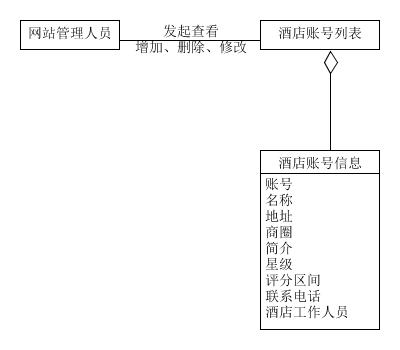 网站管理人员
发起查看
增加、删除、修改
酒店账号列表
酒店账号信息
账号
名称
地址
商圈
简介
星级
评分区间
联系电话
酒店工作人员